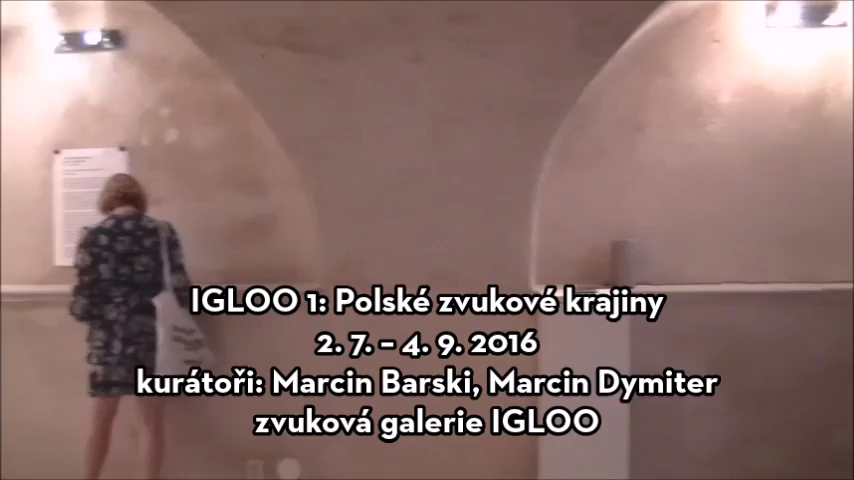 IGLOO 1: Polské zvukové krajiny
2. 7. – 4. 9. 2016
kurátoři: Marcin Barski, Marcin Dymiter
zvuková galerie IGLOO